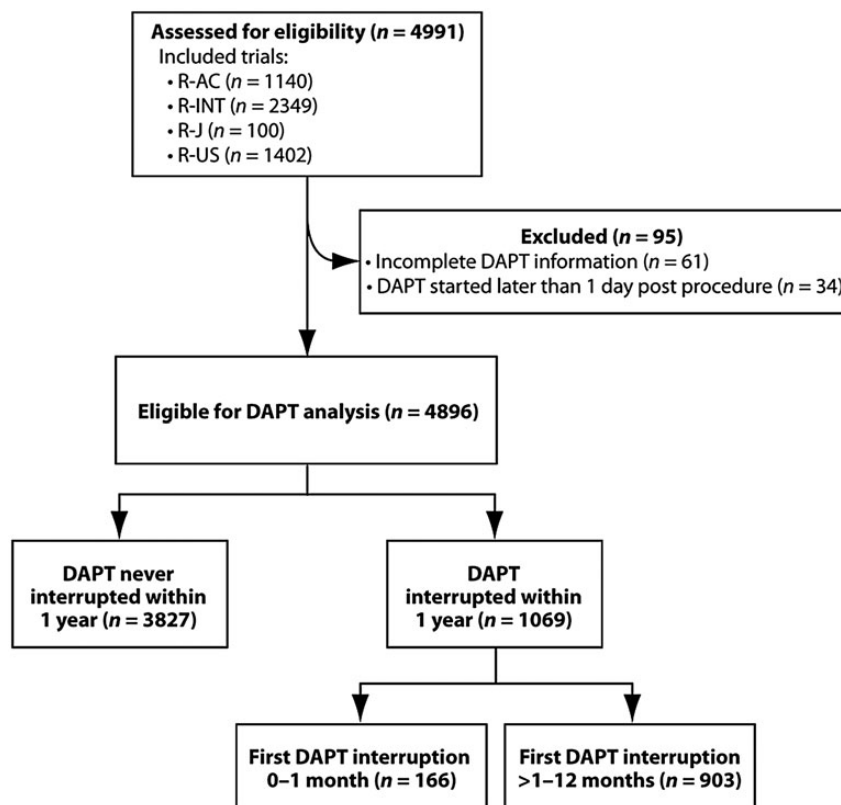 Assessed for eligibility (n = 4991)
Included trials:
• R-AC (n = 1140)
• R-INT (n = 2349)
• R-J (n = 100)
• R-US (n = 1402)
Excluded (n = 95)
• Incomplete DAPT information (n = 61)
• DAPT started later than 1 day post procedure (n = 34)
Eligible for DAPT analysis (n = 4896)
DAPT never
interrupted within
1 year (n = 3827)
DAPT
interrupted within
1 year (n = 1069)
First DAPT interruption
0–1 month (n = 166)
First DAPT interruption
>1–12 months (n = 903)